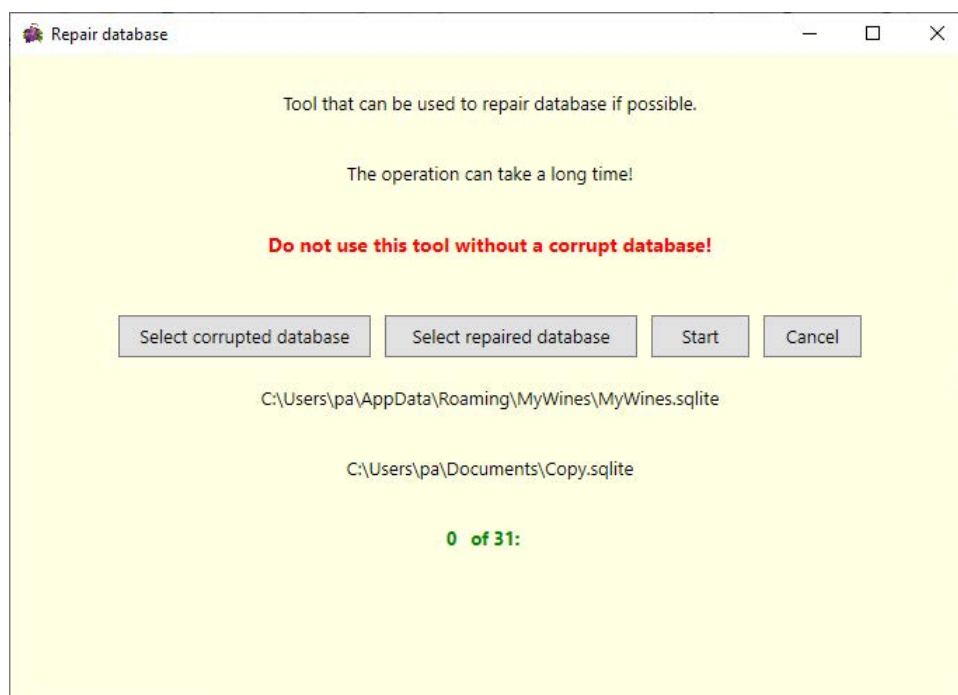 Repair database
Tool that can be used to repair database if possible.
The operation can take a long time!
Do not use this tool without a corrupt database!
Select corrupted database Select repaired database Start Cancel
C:\Users\pa\AppData\Roaming\MyWines\MyWines.sqlite
C:\Users\pa\Documents\Copy.sqlite
0 of 31: